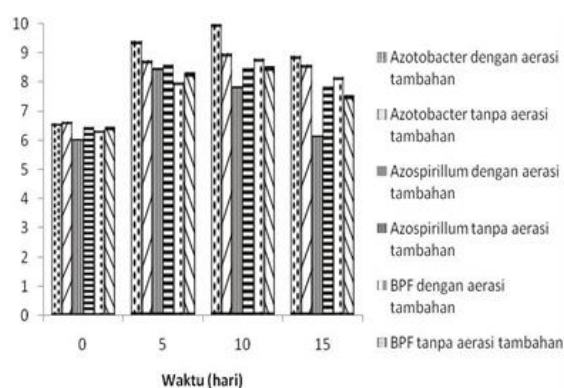 10
9
8
7
6
5
4
3
2
1
0
0 5 10 15
Waktu (hari)
Azotobacter dengan aerasi
tambahan
Azotobacter tanpa aerasi
tambahan
Azospirillum dengan aerasi
tambahan
Azospirillum tanpa aerasi
tambahan
BPF dengan aerasi
tambahan
BPF tanpa aerasi tambahan